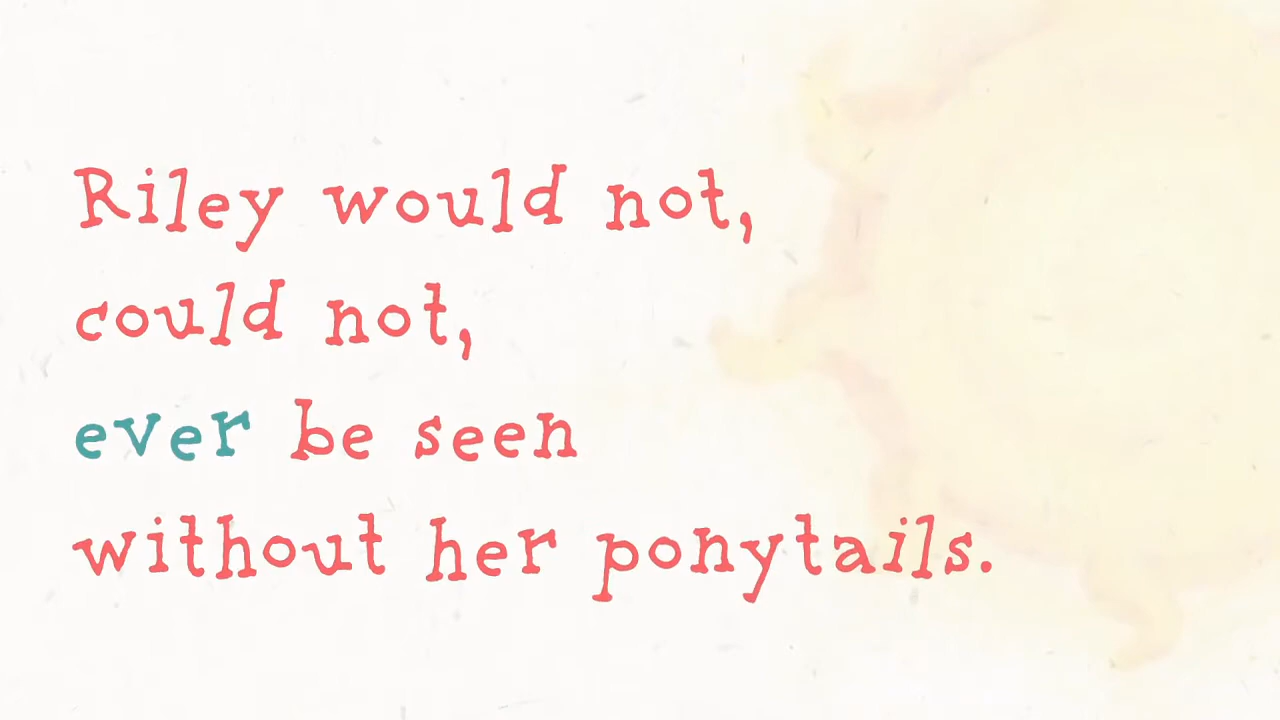 Riley would not,
could not,
ever be seen
without her ponytails.